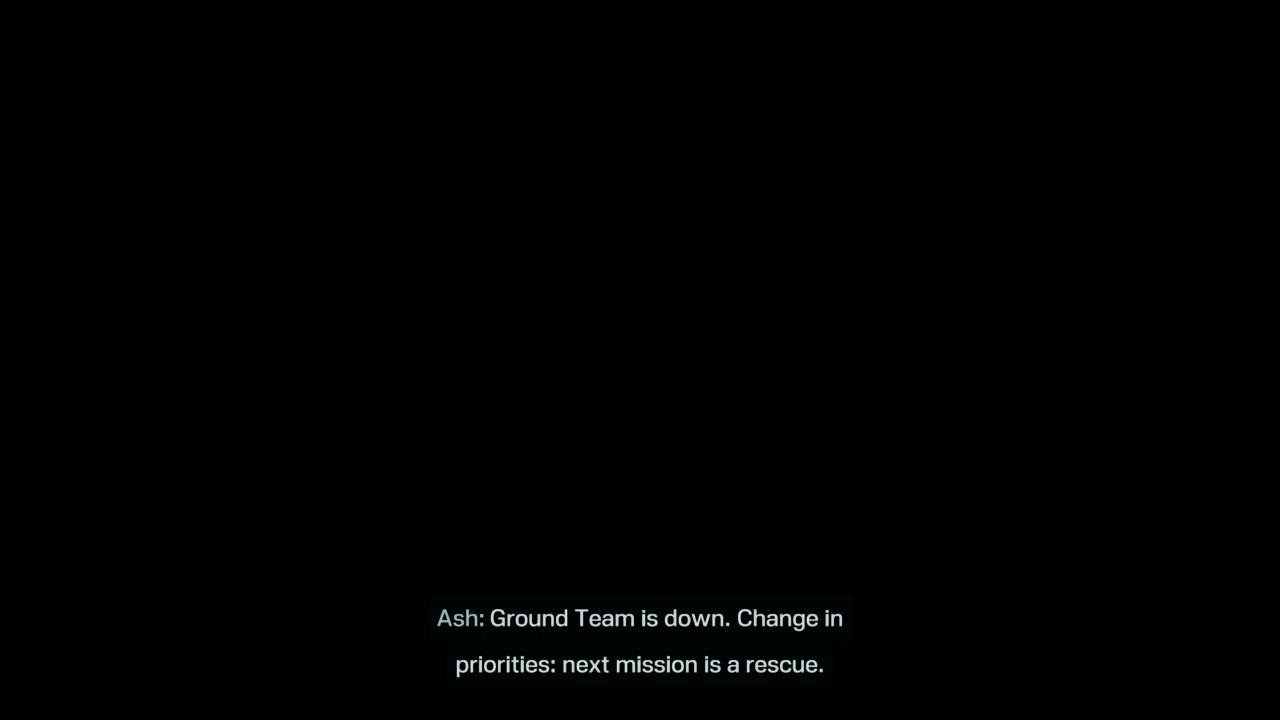 Ash: Ground Team is down. Change in
priorities: next mission is a rescue.